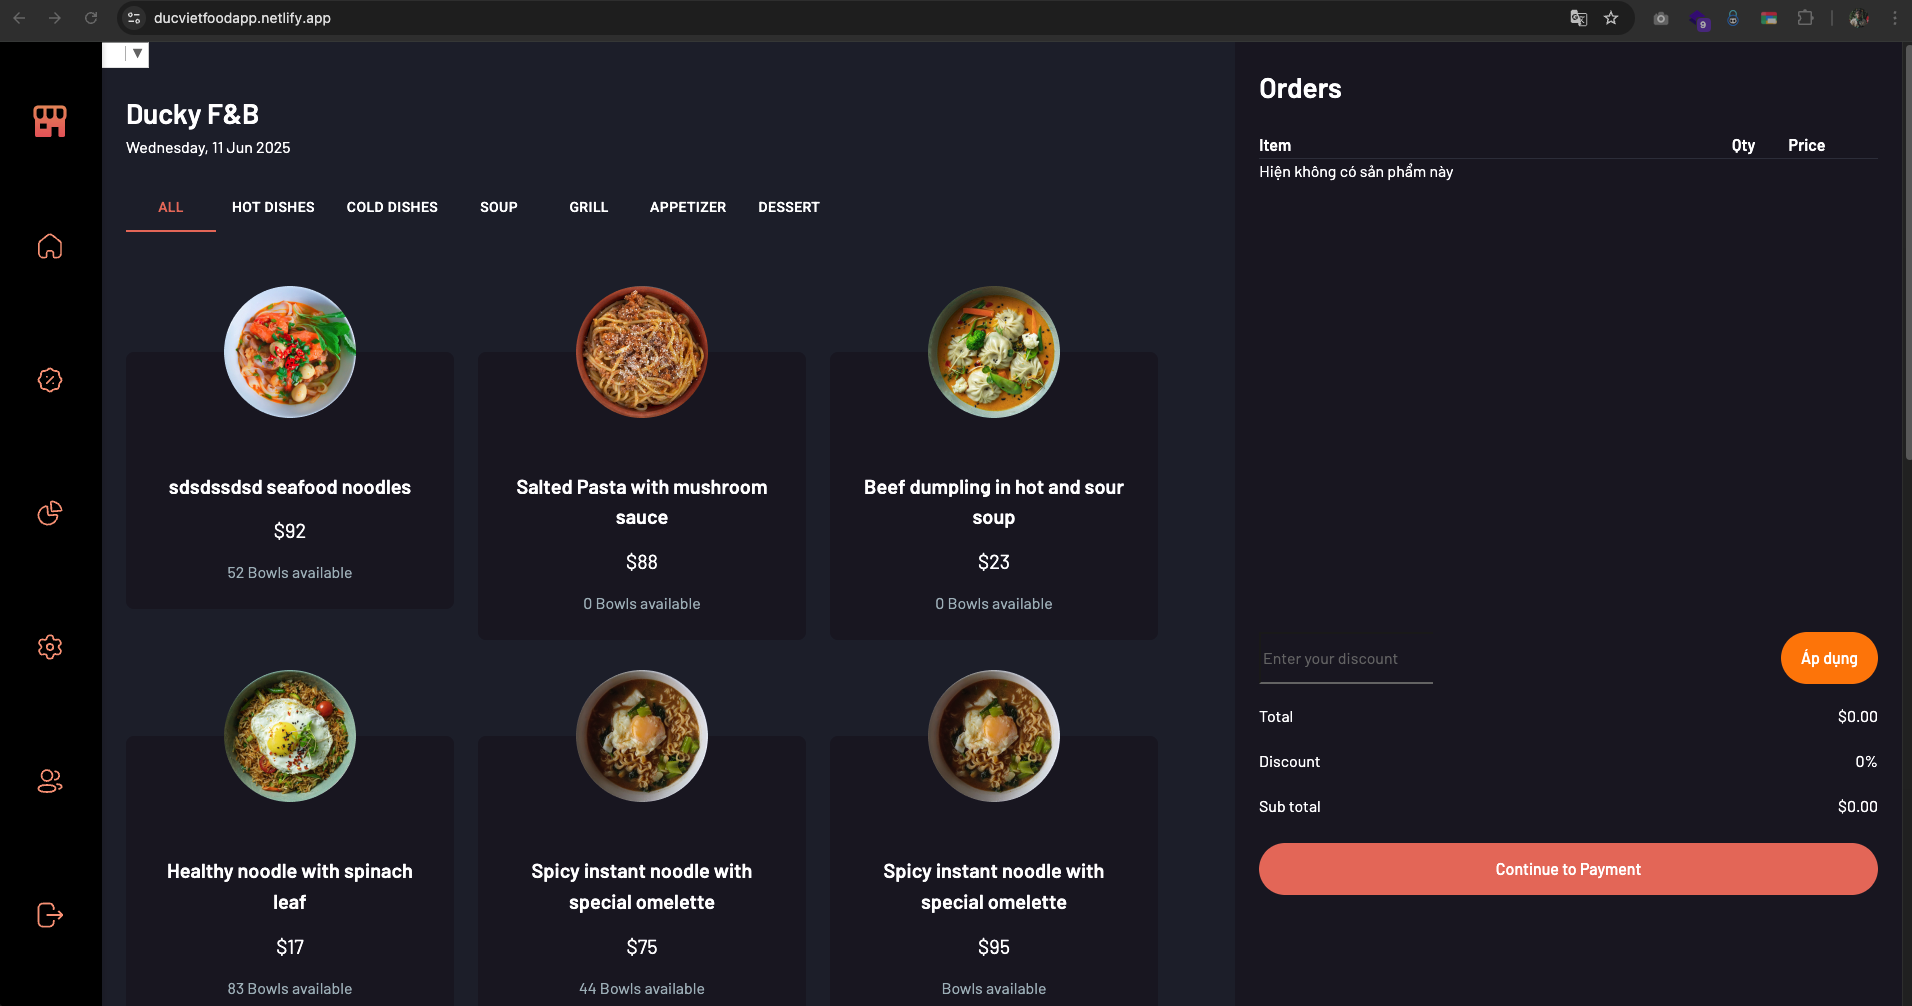 ducvietfoodapp.netlify.app
9
Ducky F&B
Wednesday, 11 Jun 2025
ALL HOT DISHES COLD DISHES SOUP GRILL APPETIZER DESSERT
sdsdssdsd seafood noodles
$92
52 Bowls available
Salted Pasta with mushroom
sauce
$88
0 Bowls available
Beef dumpling in hot and sour
soup
$23
0 Bowls available
Healthy noodle with spinach
leaf
$17
83 Bowls available
Spicy instant noodle with
special omelette
$75
44 Bowls available
Spicy instant noodle with
special omelette
$95
Bowls available
Orders
Item Qty Price
Hiện không có sản phẩm này
Enter your discount
Áp dụng
Total $0.00
Discount 0%
Sub total $0.00
Continue to Payment